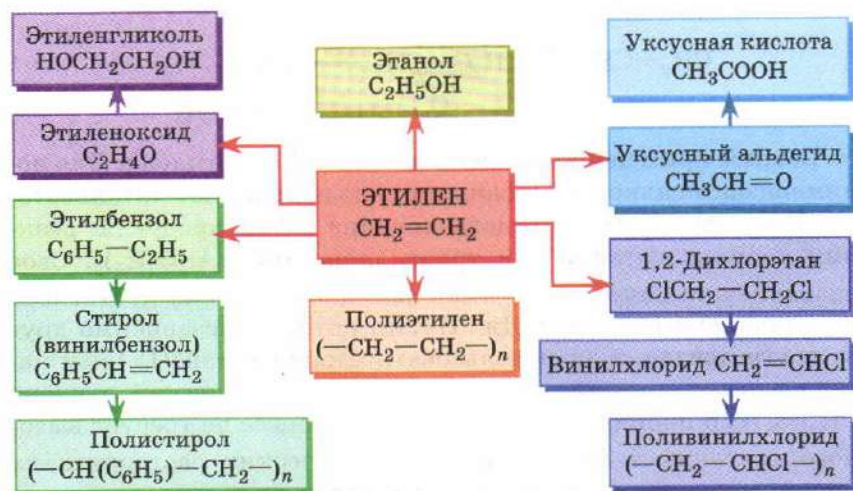 Этиленгликоль
HOCH₂CH₂OH
Этанол
C₂H₅OH
Уксусная кислота
CH₃COOH
Этиленоксид
C₂H₄O
ЭТИЛЕН
CH₂=CH₂
Уксусный альдегид
CH₃CH=O
Этилбензол
C₆H₅—C₂H₅
1,2-Дихлорэтан
ClCH₂—CH₂Cl
Стирол
(винилбензол)
C₆H₅CH=CH₂
Полиэтилен
(—CH₂—CH₂—)ₙ
Винилхлорид CH₂=CHCl
Полистирол
(—CH(C₆H₅)—CH₂—)ₙ
Поливинилхлорид
(—CH₂—CHCl—)ₙ